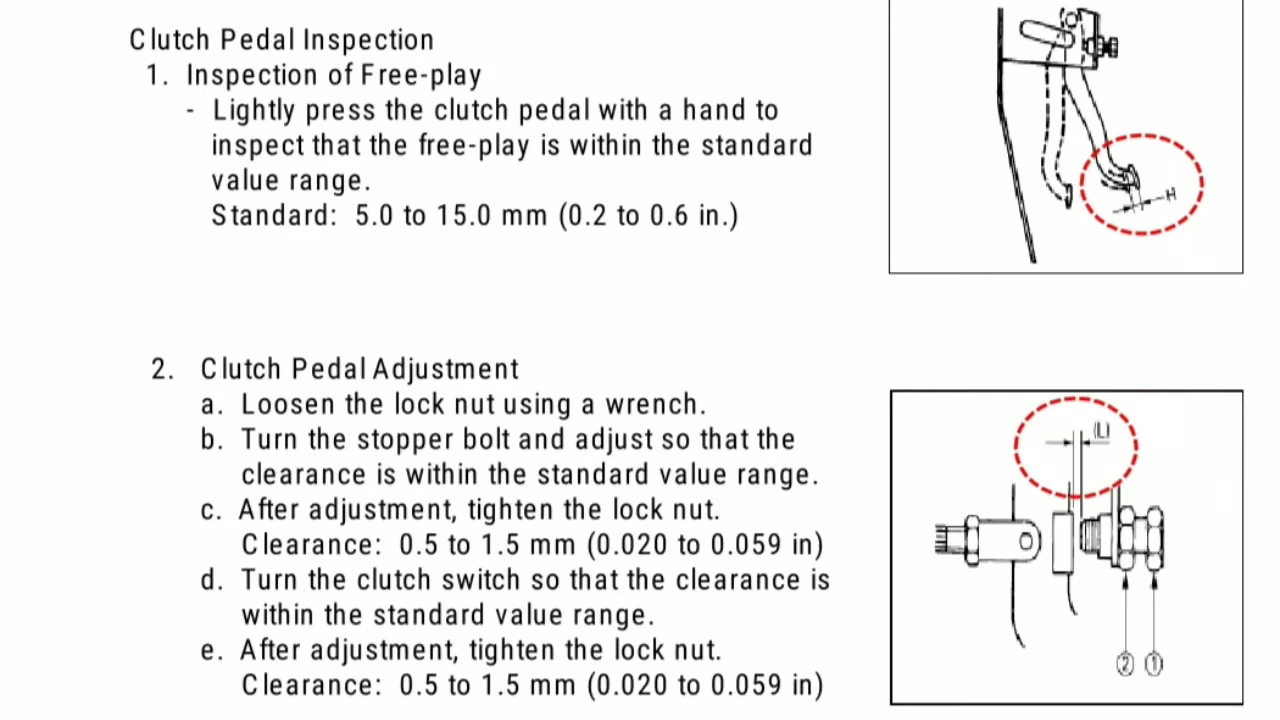 Clutch Pedal Inspection
1. Inspection of Free-play
- Lightly press the clutch pedal with a hand to
inspect that the free-play is within the standard
value range.
Standard: 5.0 to 15.0 mm (0.2 to 0.6 in.)
H
2. Clutch Pedal Adjustment
a. Loosen the lock nut using a wrench.
b. Turn the stopper bolt and adjust so that the
clearance is within the standard value range.
c. After adjustment, tighten the lock nut.
Clearance: 0.5 to 1.5 mm (0.020 to 0.059 in)
d. Turn the clutch switch so that the clearance is
within the standard value range.
e. After adjustment, tighten the lock nut.
Clearance: 0.5 to 1.5 mm (0.020 to 0.059 in)
(L)
2 1